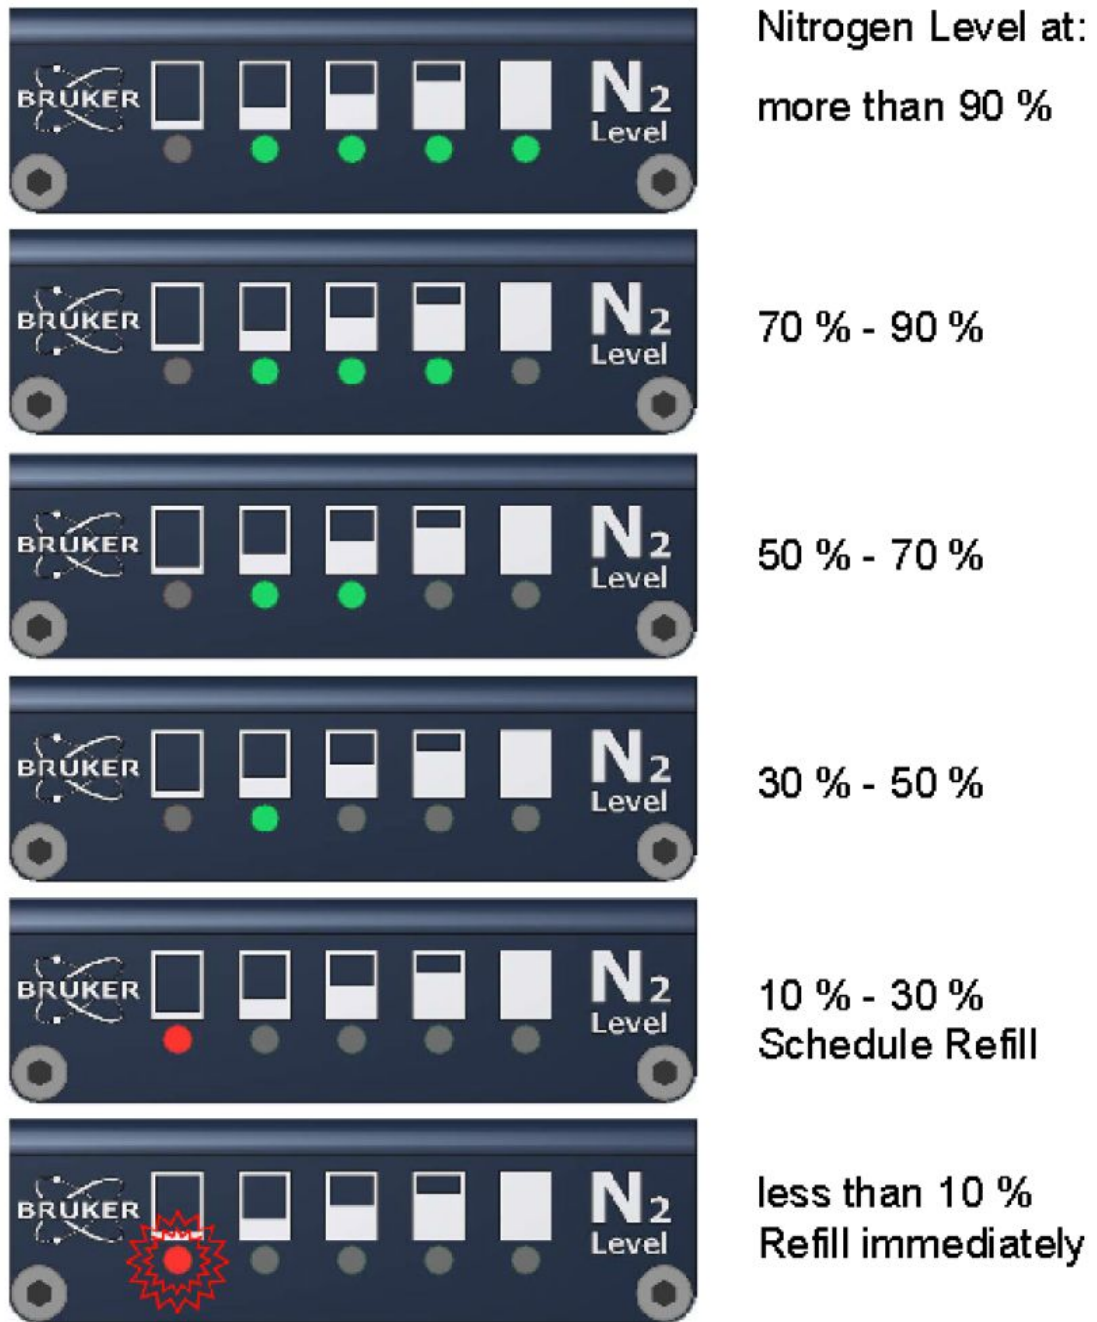 Nitrogen Level at:
BRUKER N2 Level
more than 90 %
BRUKER N2 Level
70 % - 90 %
BRUKER N2 Level
50 % - 70 %
BRUKER N2 Level
30 % - 50 %
BRUKER N2 Level
10 % - 30 %
Schedule Refill
BRUKER N2 Level
less than 10 %
Refill immediately